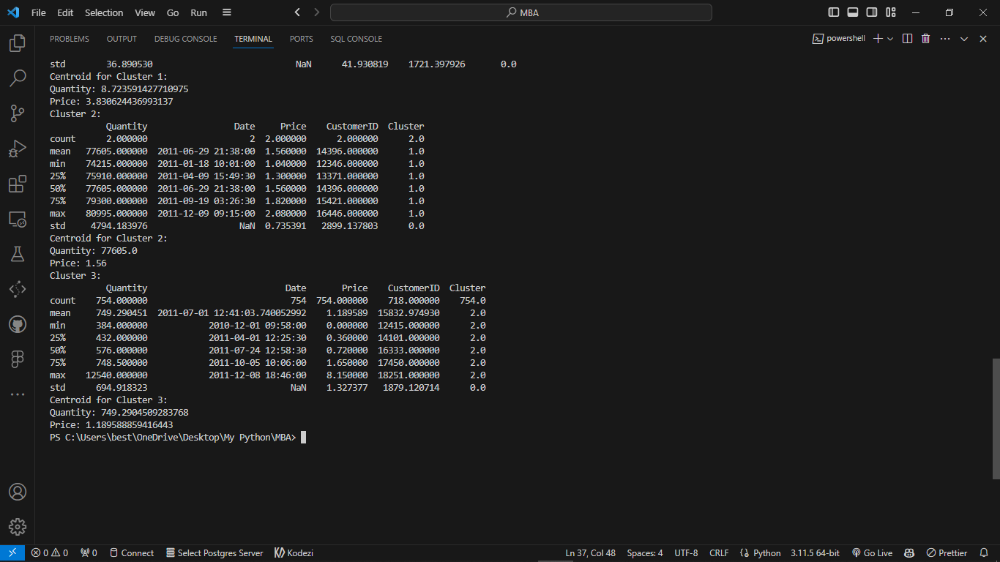 File Edit Selection View Go Run
MBA
PROBLEMS OUTPUT DEBUG CONSOLE TERMINAL PORTS SQL CONSOLE
powershell
std 36.890530 NaN 41.930819 1721.397926 0.0
Centroid for Cluster 1:
Quantity: 8.723591427710975
Price: 3.830624436993137
Cluster 2:
Quantity Date Price CustomerID Cluster
count 2.000000 2 2.000000 2.000000 2.0
mean 77605.000000 2011-06-29 21:38:00 1.560000 14396.000000 1.0
min 74215.000000 2011-01-18 10:01:00 1.040000 12346.000000 1.0
25% 75910.000000 2011-04-09 15:49:30 1.300000 13371.000000 1.0
50% 77605.000000 2011-06-29 21:38:00 1.560000 14396.000000 1.0
75% 79300.000000 2011-09-19 03:26:30 1.820000 15421.000000 1.0
max 80995.000000 2011-12-09 09:15:00 2.080000 16446.000000 1.0
std 4794.183976 NaN 0.735391 2899.137803 0.0
Centroid for Cluster 2:
Quantity: 77605.0
Price: 1.56
Cluster 3:
Quantity Date Price CustomerID Cluster
count 754.000000 754 754.000000 718.000000 754.0
mean 749.290451 2011-07-01 12:41:03.740052992 1.189589 15832.974930 2.0
min 384.000000 2010-12-01 09:58:00 0.000000 12415.000000 2.0
25% 432.000000 2011-04-01 12:25:30 0.360000 14101.000000 2.0
50% 576.000000 2011-07-24 12:58:30 0.720000 16333.000000 2.0
75% 748.500000 2011-10-05 10:06:00 1.650000 17450.000000 2.0
max 12540.000000 2011-12-08 18:46:00 8.150000 18251.000000 2.0
std 694.918323 NaN 1.327377 1879.120714 0.0
Centroid for Cluster 3:
Quantity: 749.2904509283768
Price: 1.189588859416443
PS C:\Users\best\OneDrive\Desktop\My Python\MBA>
0 0 0 Connect Select Postgres Server Kodezi Ln 37, Col 48 Spaces: 4 UTF-8 CRLF Python 3.11.5 64-bit Go Live Prettier